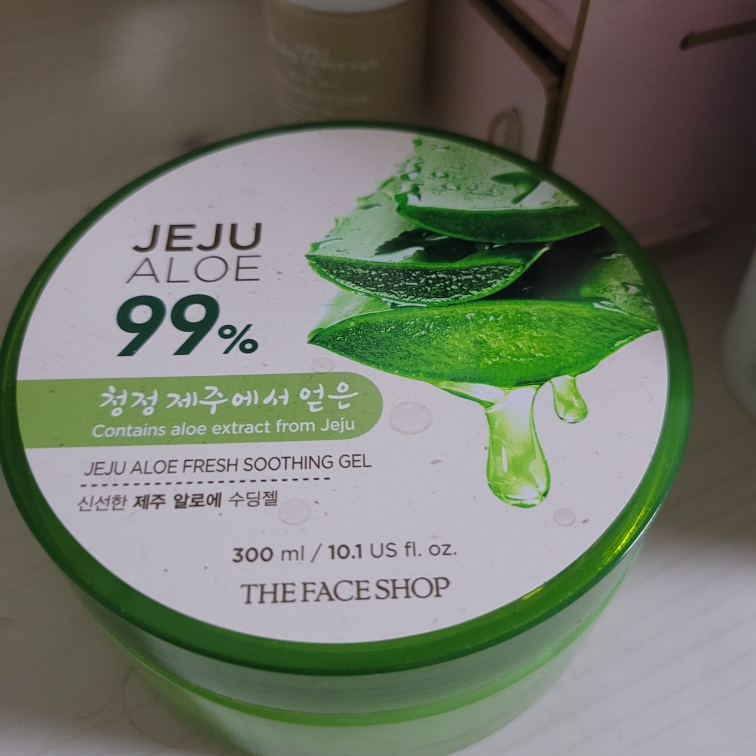 JEJU
ALOE
99%
청정 제주에서 얻은
Contains aloe extract from Jeju
JEJU ALOE FRESH SOOTHING GEL
신선한 제주 알로에 수딩젤
300 ml / 10.1 US fl. oz.
THE FACE SHOP